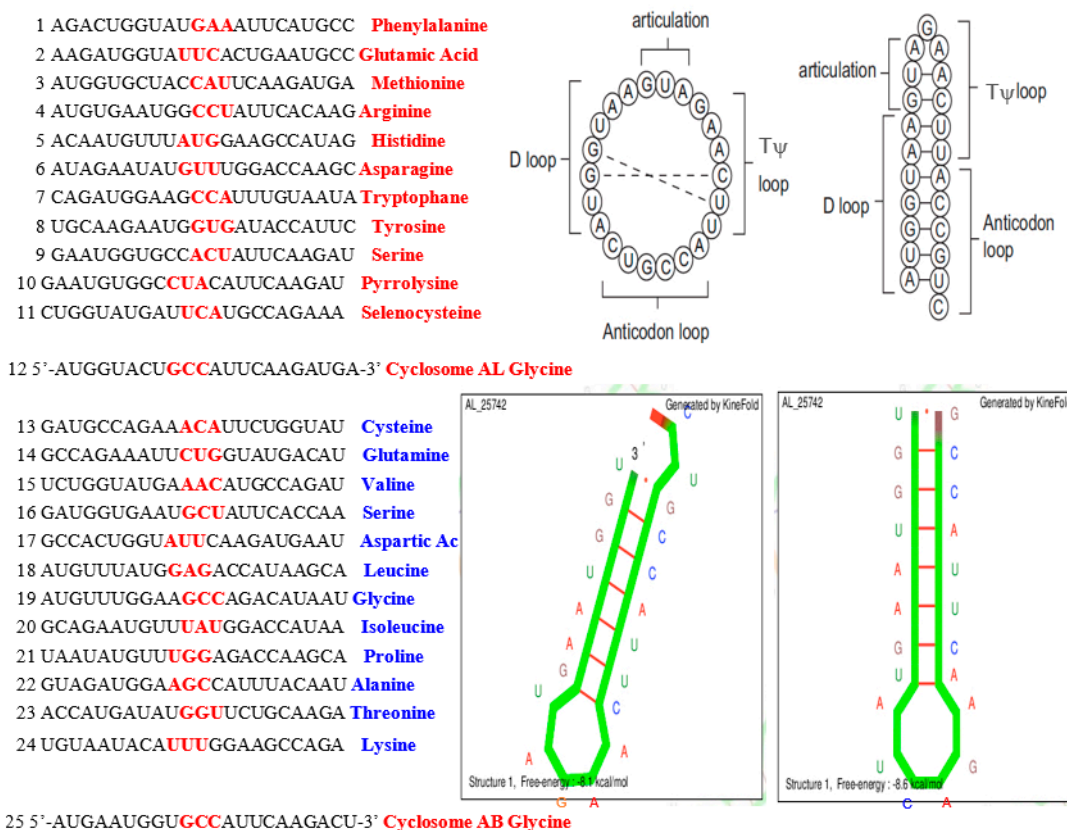 1 AGACUGGUAUGAAAUUCAUGCC Phenylalanine
2 AAGAUGGUAUUUCACUGAAUGCC Glutamic Acid
3 AUGGUGCUACCAUUCAAGAUGA Methionine
4 AUGUGAAUGGCCUAUUCACAAG Arginine
5 ACAAUGUUUAUGGAAGCCAUAG Histidine
6 AUAGAAUAUGUUUGGACCAAGC Asparagine
7 CAGAUGGAAGCCAUUUGUAAUA Tryptophane
8 UGCAAGAAUGGUGAUACCAUUC Tyrosine
9 GAAUGGUGCCACUAUUCAAGAU Serine
10 GAAUGUGGCCUACAUUCAAGAU Pyrrolysine
11 CUGGUAUGAUUCAUGCCAGAAA Selenocysteine
12 5’-AUGGUACUGCCAUUCAAGAUGA-3’ Cyclosome AL Glycine
13 GAUGCCAGAAACAUUCUGGUAU Cysteine
14 GCCAGAAAUUCUGGUAUGACAU Glutamine
15 UCUGGUAUGAAACAUGCCAGAU Valine
16 GAUGGUGAAUGCUAUUCACCAA Serine
17 GCCACUGGUAUUCAAGAUGAAU Aspartic Ac
18 AUGUUUAUGGAGACCAUAAGCA Leucine
19 AUGUUUGGAAGCCAGACAUAAU Glycine
20 GCAGAAUGUUUAUGGACCAUAA Isoleucine
21 UAAUAUGUUUGGAGACCAAGCA Proline
22 GUAGAUGGAAGCCAUUUACAAU Alanine
23 ACCAUGAUAUGGUUCUGCAAGA Threonine
24 UGUAAUACAUUUGGAAGCCAGA Lysine
25 5’-AUGAAUGGUGCCAUUCAAGACU-3’ Cyclosome AB Glycine
articulation
D loop
Tψ
loop
Anticodon loop
G U A G A A C U U A C C G U C A U G G U A A
articulation
Tψ loop
D loop
Anticodon
loop
G
A A
U A
G C
A U
A U
U A
G C
G C
U G
A U
C
AL_25742
Generated by KineFold
3'
C
U U
G G
G C
U C
A A
A U
G U
U C
A A
G A
Structure 1, Free-energy : -8.1 kcal/mol
AL_25742
Generated by KineFold
U G
G C
G C
U A
A U
A U
G C
U A
A A
U G
C A
Structure 1, Free-energy : -8.6 kcal/mol